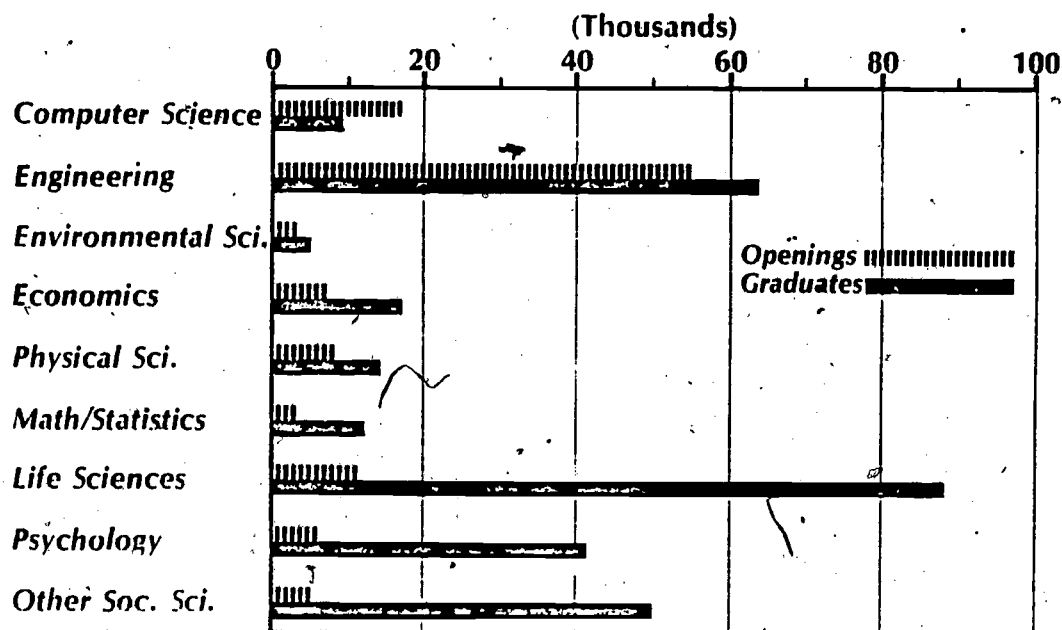 (Thousands)
0 20 40 60 80 100
Computer Science
Engineering
Environmental Sci.
Openings
Graduates
Economics
Physical Sci.
Math/Statistics
Life Sciences
Psychology
Other Soc. Sci.